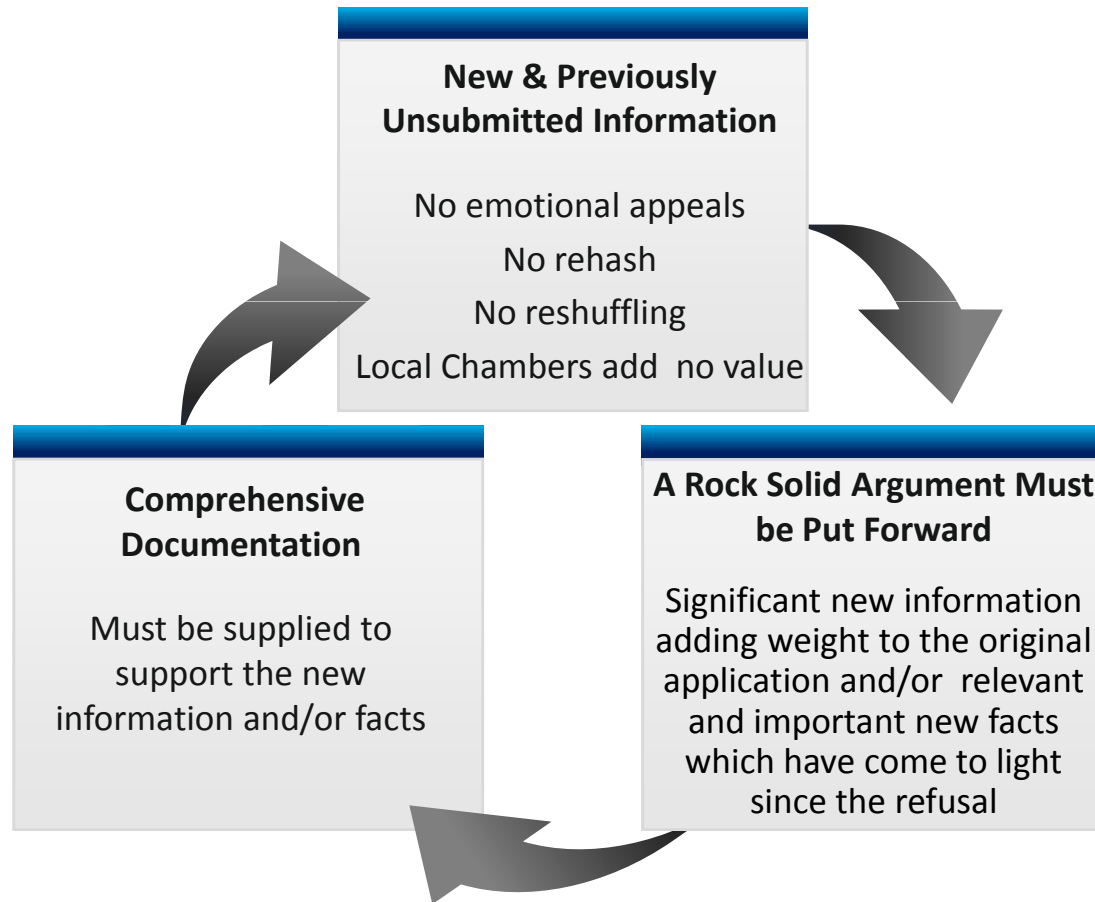 New & Previously
Unsubmitted Information
No emotional appeals
No rehash
No reshuffling
Local Chambers add  no value
Comprehensive
Documentation
Must be supplied to
support the new
information and/or facts
A Rock Solid Argument Must
be Put Forward
Significant new information
adding weight to the original
application and/or  relevant
and important new facts
which have come to light
since the refusal